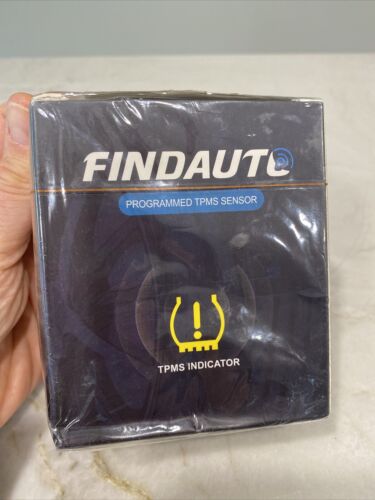 FINDAUTO
PROGRAMMED TPMS SENSOR
!
TPMS INDICATOR